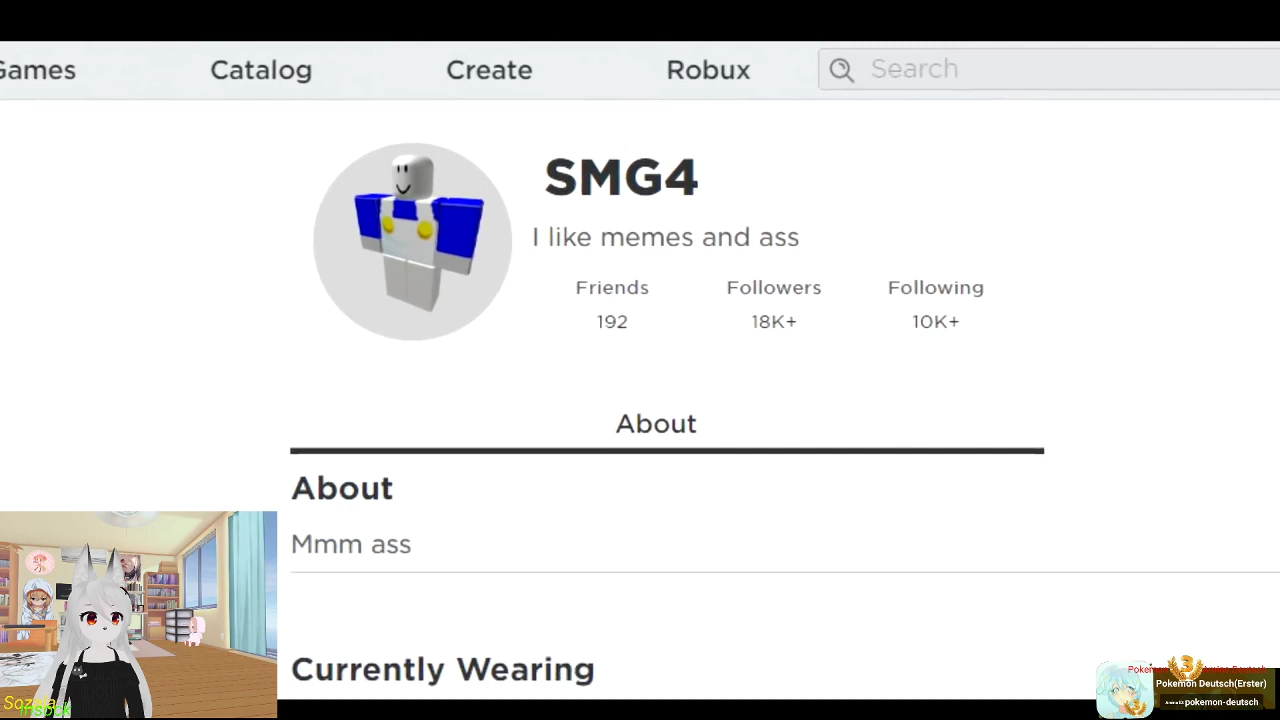 Games Catalog Create Robux Search
SMG4
I like memes and ass
Friends Followers Following
192 18K+ 10K+
About
About
Mmm ass
Currently Wearing
3
Pokemon Deutsch(Erster)
pokemon-deutsch